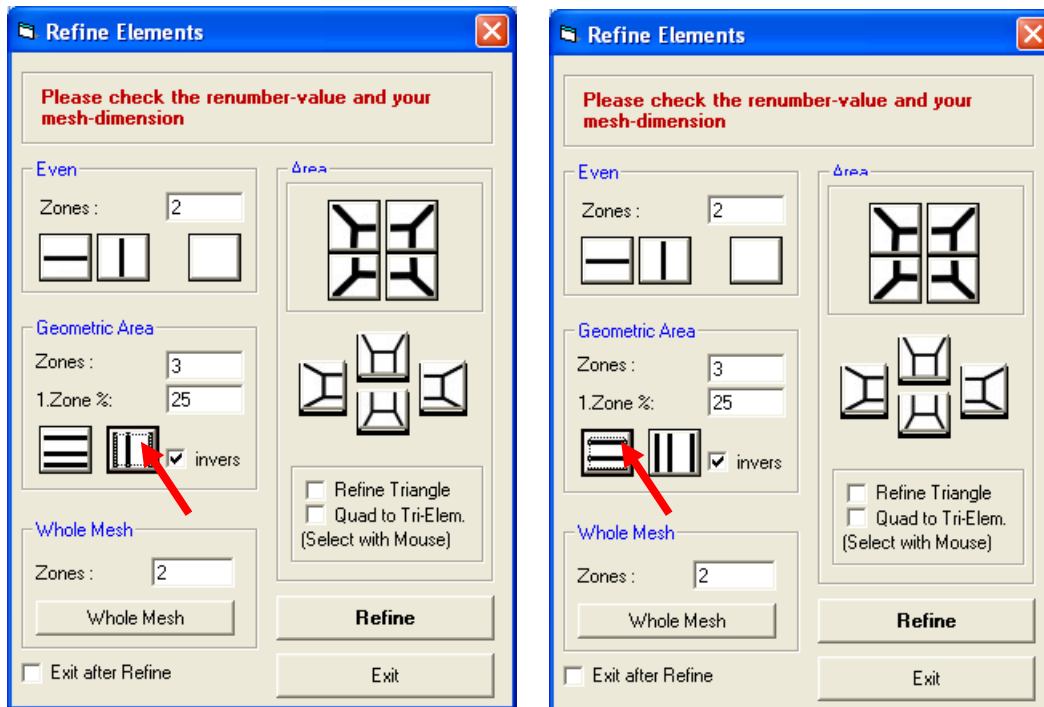 Refine Elements
Please check the renumber-value and your
mesh-dimension
Even
Zones :
2
Geometric Area
Zones :
3
1.Zone %:
25
invers
Whole Mesh
Zones :
2
Whole Mesh
Exit after Refine
Area
Refine Triangle
Quad to Tri-Elem.
(Select with Mouse)
Refine
Exit
Refine Elements
Please check the renumber-value and your
mesh-dimension
Even
Zones :
2
Geometric Area
Zones :
3
1.Zone %:
25
invers
Whole Mesh
Zones :
2
Whole Mesh
Exit after Refine
Area
Refine Triangle
Quad to Tri-Elem.
(Select with Mouse)
Refine
Exit